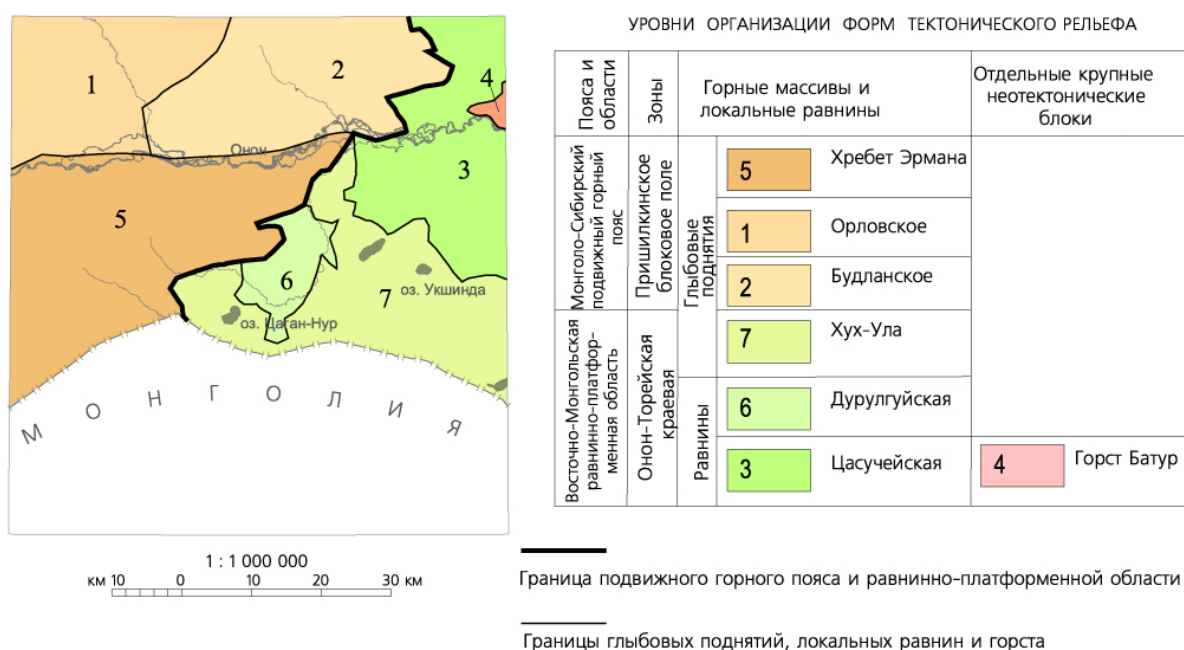 1
2
3
4
5
6
7
Онон
оз. Укшинда
оз. Цаган-Нур
МОНГОЛИЯ
1 : 1 000 000
км 10 0 10 20 30 км
УРОВНИ ОРГАНИЗАЦИИ ФОРМ ТЕКТОНИЧЕСКОГО РЕЛЬЕФА
Пояса и
области
Зоны
Горные массивы и
локальные равнины
Отдельные крупные
неотектонические
блоки
Монголо-Сибирский
подвижный горный
пояс
Пришилкинское
блоковое поле
Глыбовые
поднятия
5 Хребет Эрмана
1 Орловское
2 Будланское
7 Хух-Ула
Восточно-Монгольская
равнинно-платфор-
менная область
Онон-Торейская
краевая
Равнины
6 Дурулгуйская
3 Цасучейская
4 Горст Батур
Граница подвижного горного пояса и равнинно-платформенной области
Границы глыбовых поднятий, локальных равнин и горста